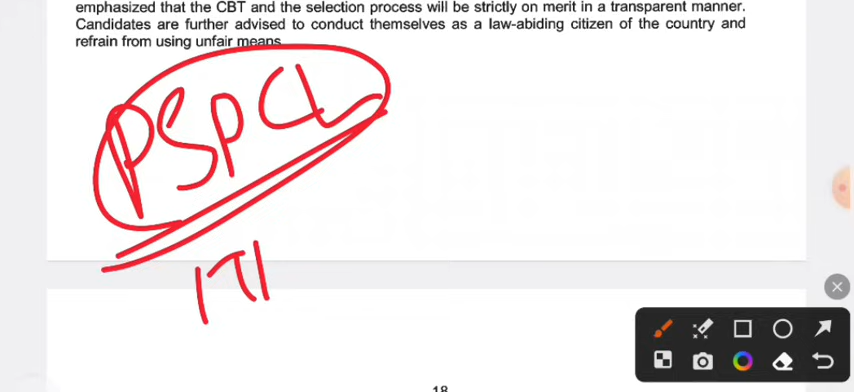 emphasized that the CBT and the selection process will be strictly on merit in a transparent manner.
Candidates are further advised to conduct themselves as a law-abiding citizen of the country and
refrain from using unfair means.
PSPCL
ITI
18